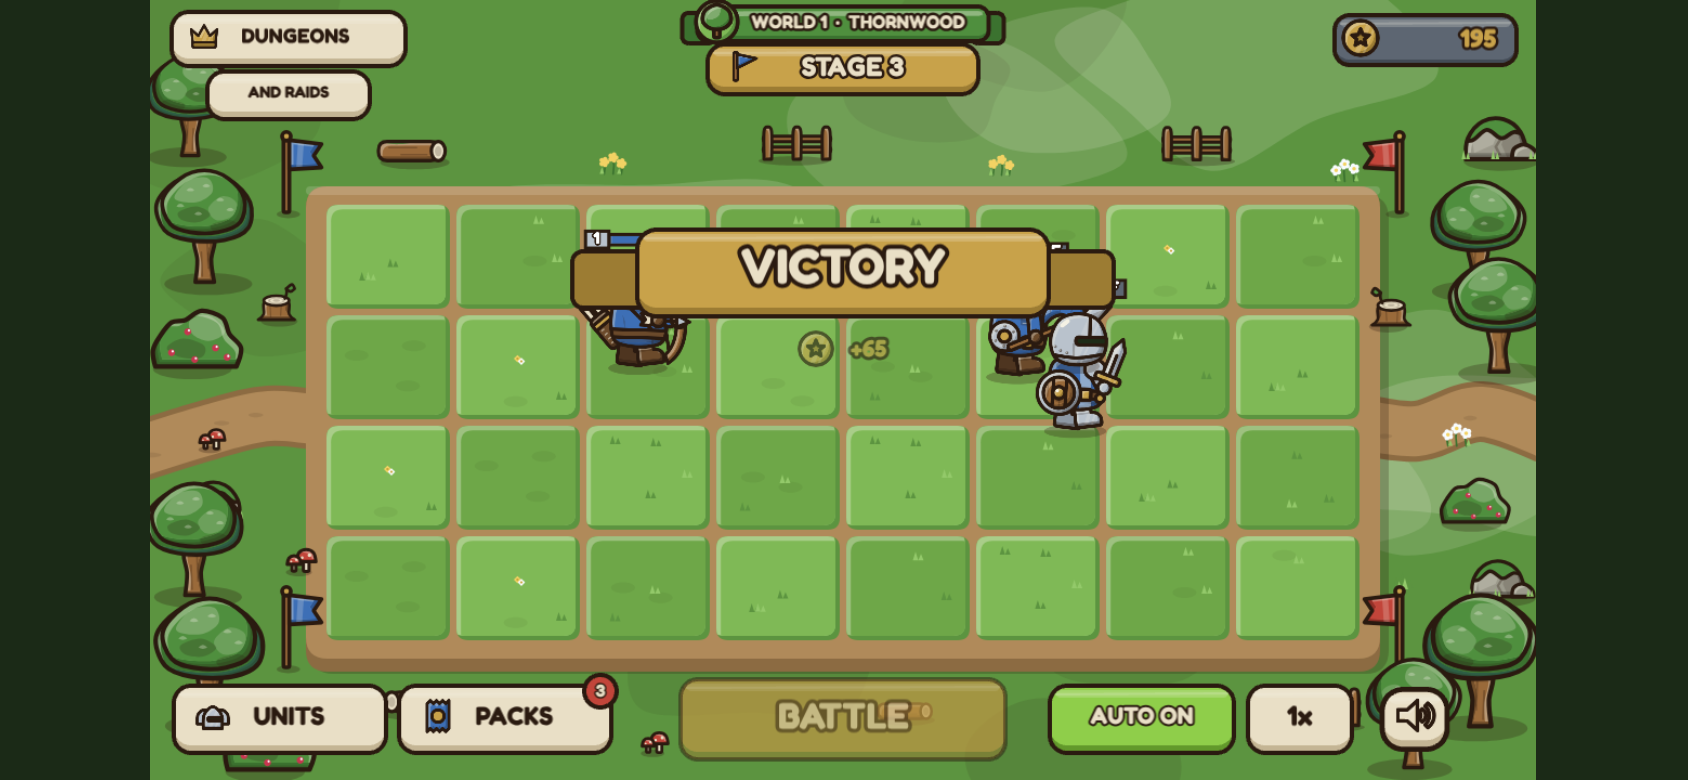 DUNGEONS
AND RAIDS
WORLD 1 • THORNWOOD
STAGE 3
195
1
VICTORY
+65
UNITS
PACKS
3
BATTLE
AUTO ON
1x